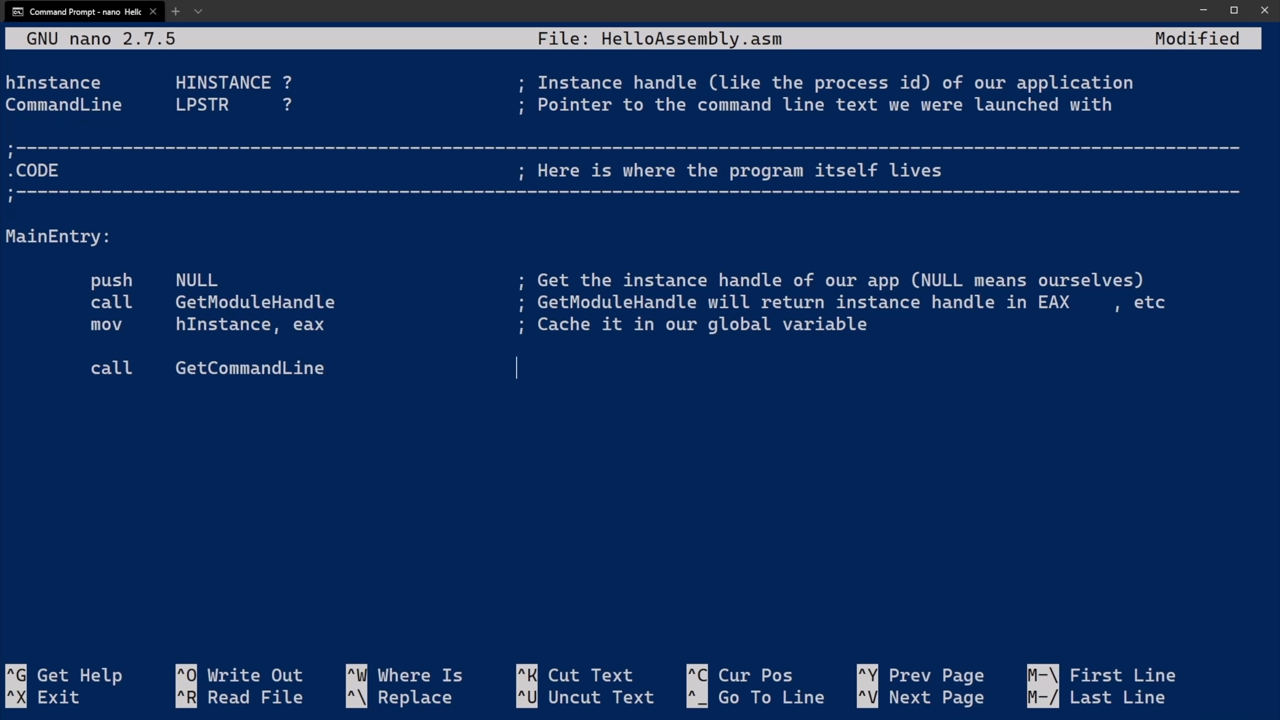 Command Prompt - nano Hello
GNU nano 2.7.5 File: HelloAssembly.asm Modified
hInstance HINSTANCE ? ; Instance handle (like the process id) of our application
CommandLine LPSTR ? ; Pointer to the command line text we were launched with
;-------------------------------------------------------------------------------------------------------------------
.CODE ; Here is where the program itself lives
;-------------------------------------------------------------------------------------------------------------------
MainEntry:
push NULL ; Get the instance handle of our app (NULL means ourselves)
call GetModuleHandle ; GetModuleHandle will return instance handle in EAX , etc
mov hInstance, eax ; Cache it in our global variable
call GetCommandLine
^G Get Help ^O Write Out ^W Where Is ^K Cut Text ^C Cur Pos ^Y Prev Page M-\ First Line
^X Exit ^R Read File ^\ Replace ^U Uncut Text ^_ Go To Line ^V Next Page M-/ Last Line